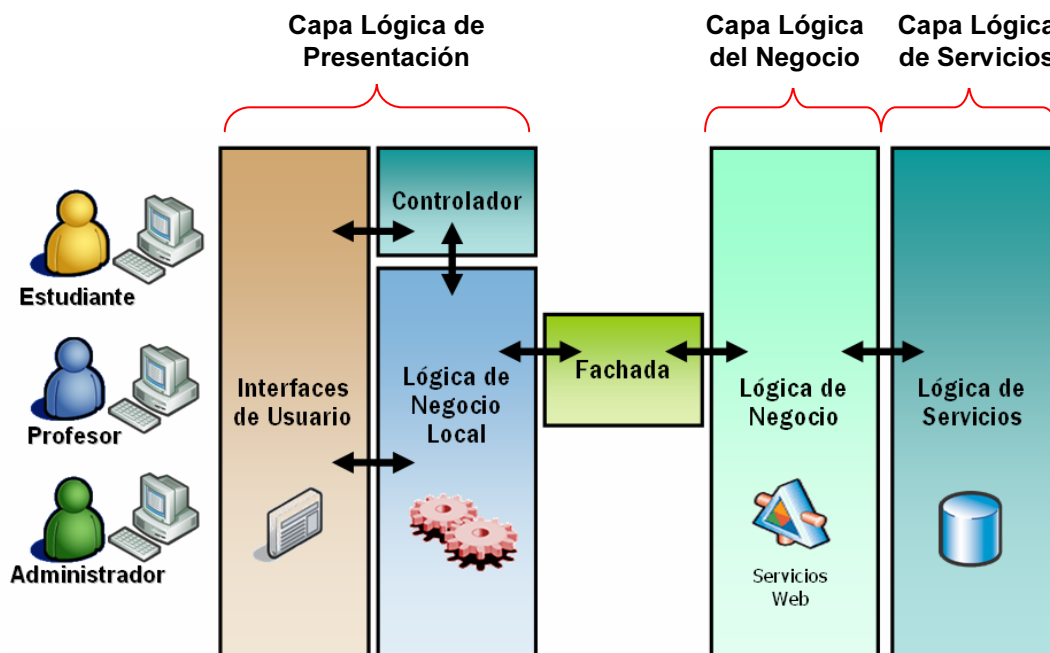 Capa Lógica de
Presentación
Capa Lógica
del Negocio
Capa Lógica
de Servicios
Controlador
Estudiante
Profesor
Administrador
Interfaces
de Usuario
Lógica de
Negocio
Local
Fachada
Lógica de
Negocio
Servicios
Web
Lógica de
Servicios